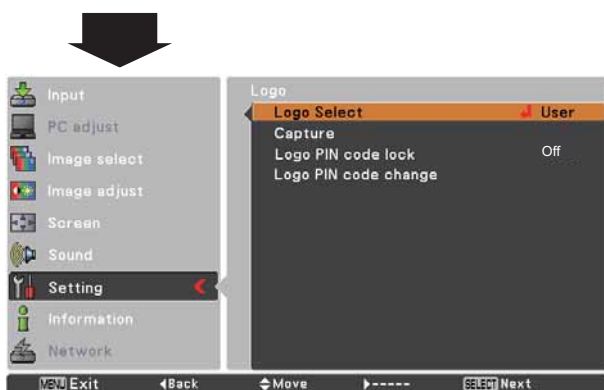 Input
PC adjust
Image select
Image adjust
Screen
Sound
Setting
Information
Network
Logo
Logo Select User
Capture
Logo PIN code lock Off
Logo PIN code change
MENU Exit ◄Back Move ►----- SELECT Next